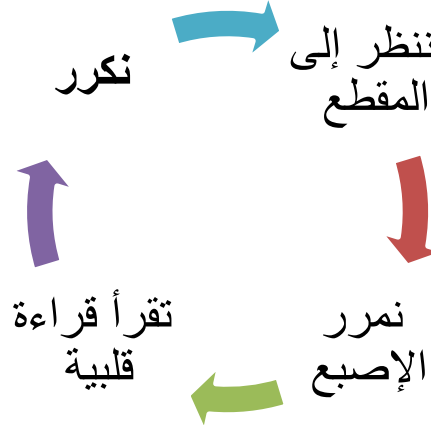 ننظر إلى
المقطع
نمرر
الإصبع
تقرأ قراءة
قلبية
نكرر